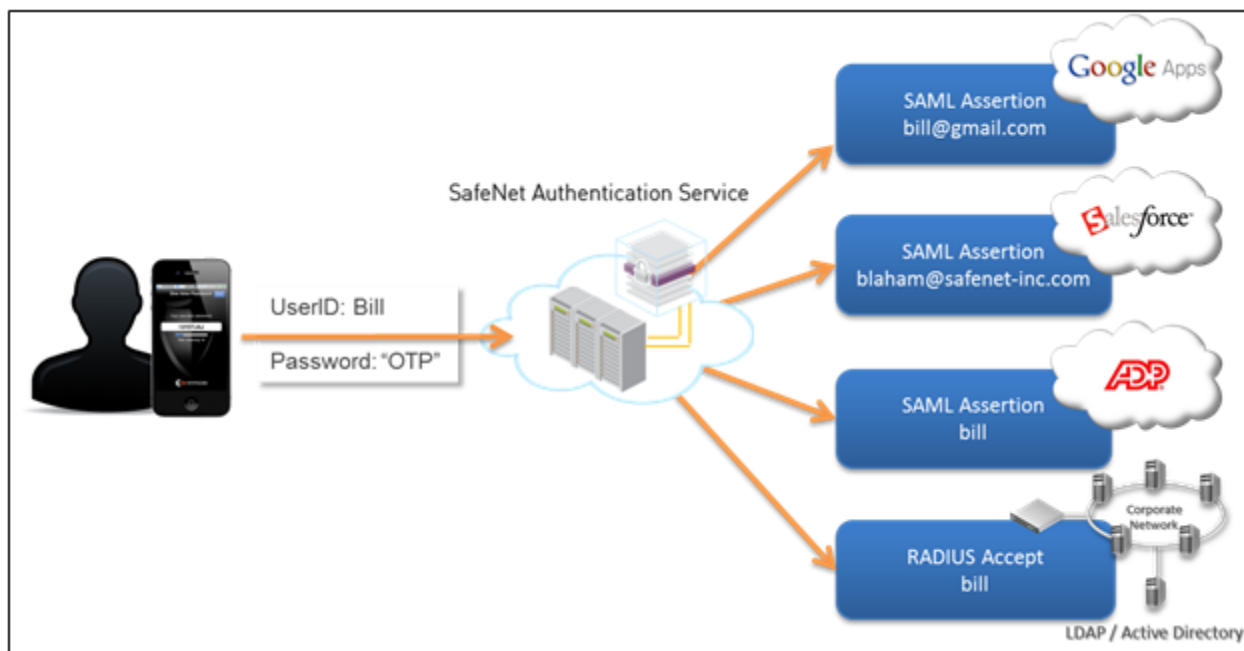 Google Apps
SAML Assertion
bill@gmail.com
SafeNet Authentication Service
salesforce
SAML Assertion
blaham@safenet-inc.com
UserID: Bill
Password: “OTP”
ADP
SAML Assertion
bill
Corporate
Network
RADIUS Accept
bill
LDAP / Active Directory